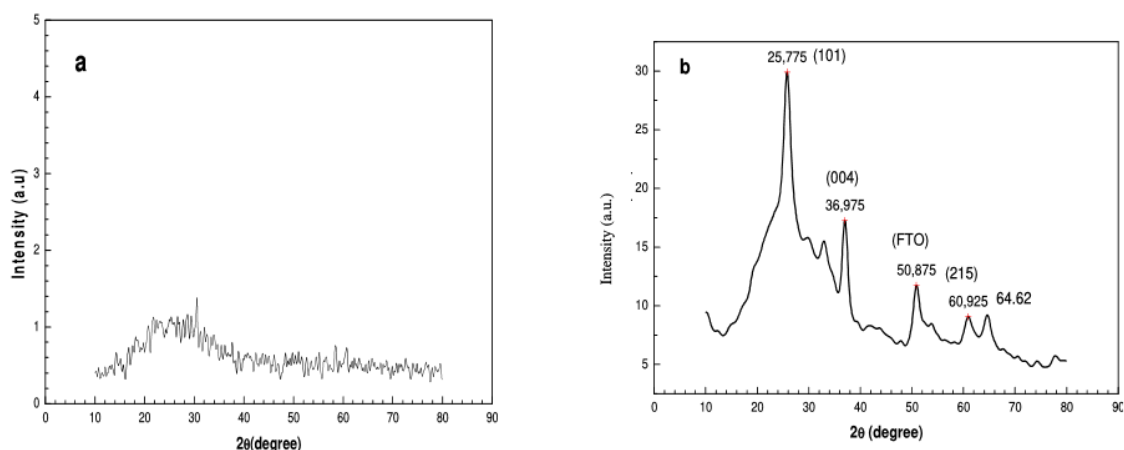 a
Intensity (a.u)
5
4
3
2
1
0
0 10 20 30 40 50 60 70 80 90
2θ(degree)
b
Intensity (a.u.)
30
25
20
15
10
5
25,775 (101)
(004)
36,975
(FTO)
50,875
(215)
60,925
64.62
0 10 20 30 40 50 60 70 80 90
2θ (degree)